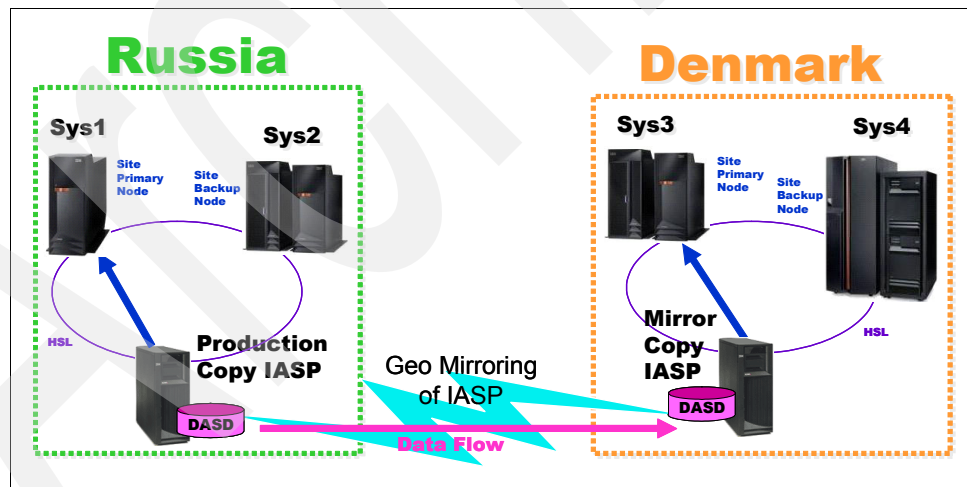 Russia
Denmark
Sys1
Sys2
Site
Primary
Node
Site
Backup
Node
HSL
Production
Copy IASP
DASD
Sys3
Sys4
Site
Primary
Node
Site
Backup
Node
HSL
Mirror
Copy
IASP
DASD
Geo Mirroring
of IASP
Data Flow